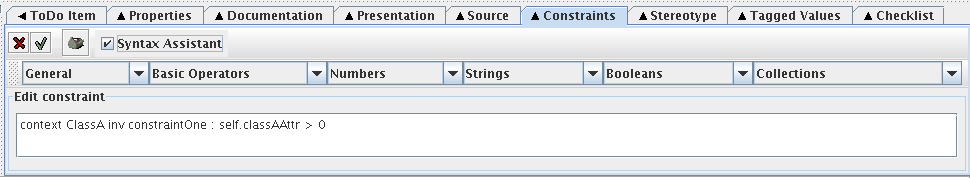 ToDo Item Properties Documentation Presentation Source Constraints Stereotype Tagged Values Checklist
Syntax Assistant
General Basic Operators Numbers Strings Booleans Collections
Edit constraint
context ClassA inv constraintOne : self.classAAttr > 0